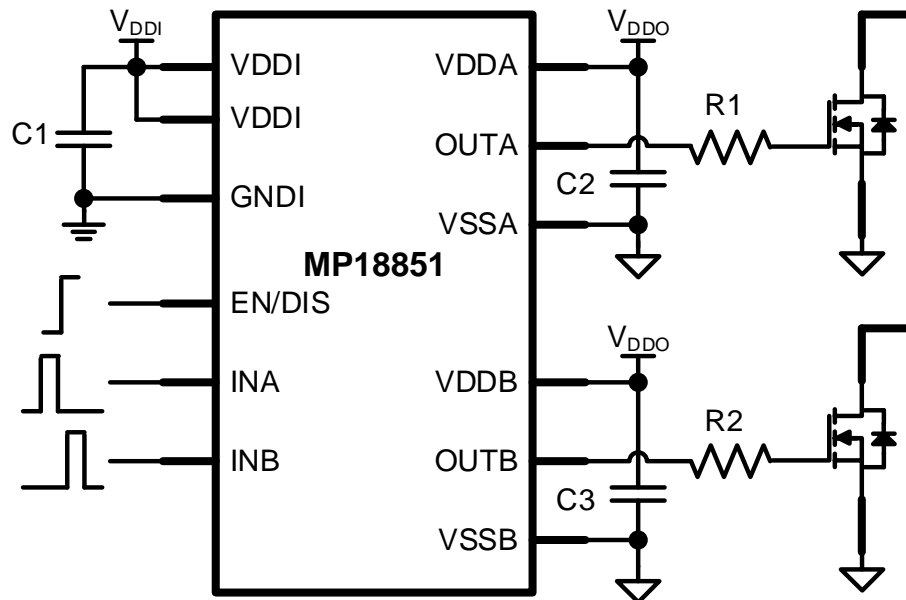 VDDI
VDDI
VDDI
C1
GNDI
MP18851
EN/DIS
INA
INB
VDDO
VDDA
R1
OUTA
C2
VSSA
VDDO
VDDB
R2
OUTB
C3
VSSB